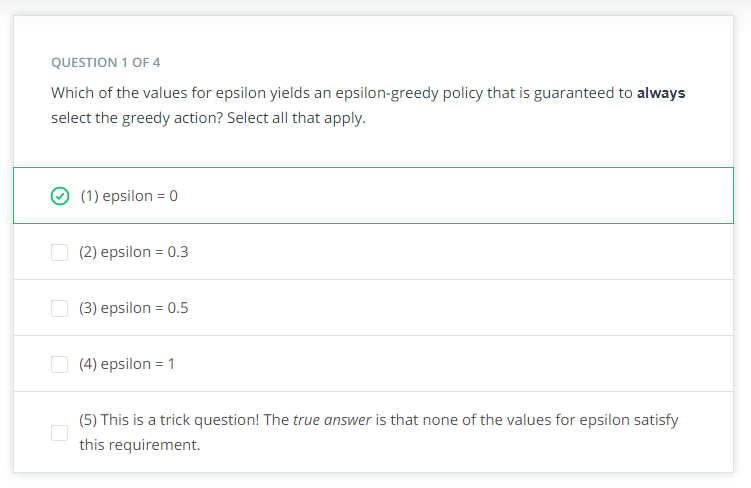 QUESTION 1 OF 4
Which of the values for epsilon yields an epsilon-greedy policy that is guaranteed to always
select the greedy action? Select all that apply.
(1) epsilon = 0
(2) epsilon = 0.3
(3) epsilon = 0.5
(4) epsilon = 1
(5) This is a trick question! The true answer is that none of the values for epsilon satisfy
this requirement.